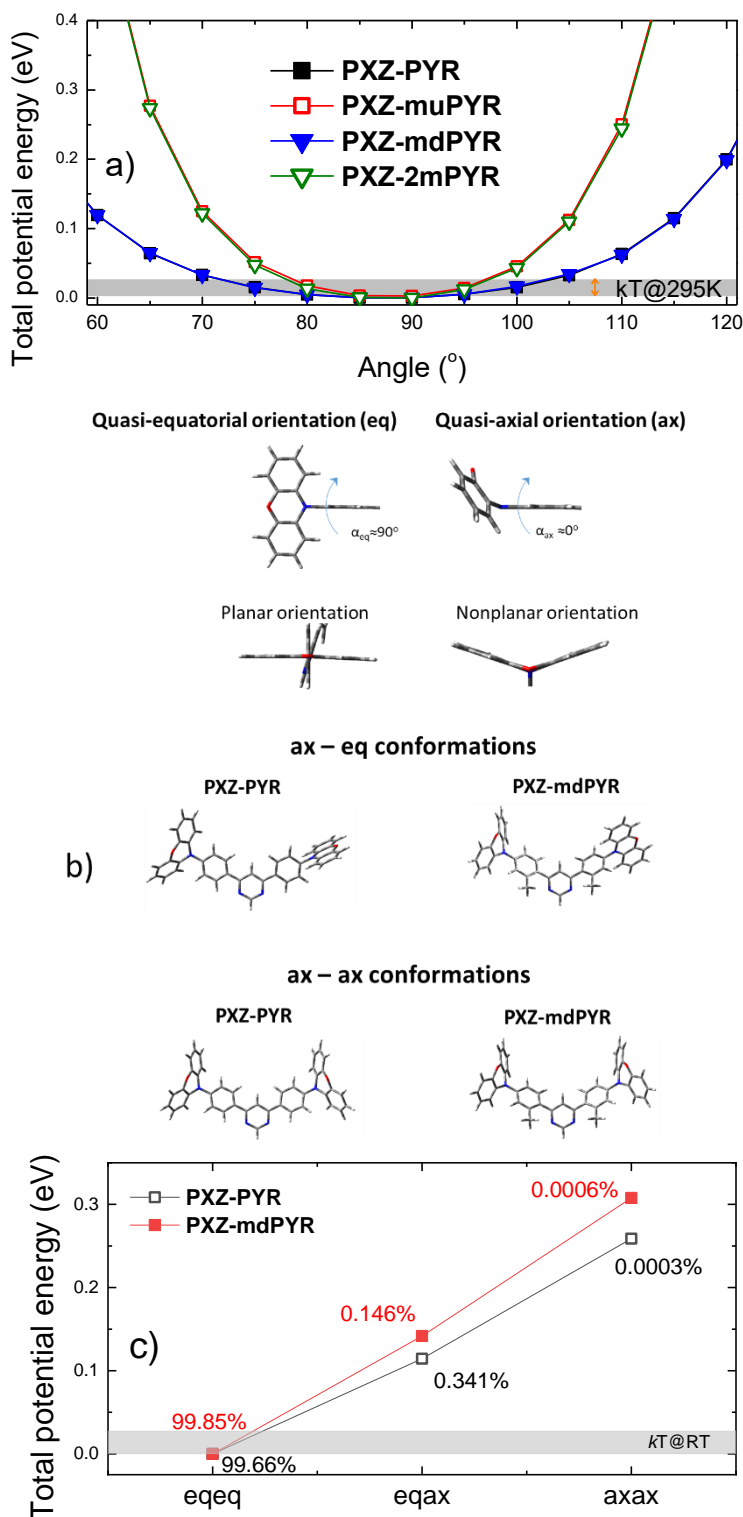 Total potential energy (eV)
0.4
0.3
0.2
0.1
0.0
a)
PXZ-PYR
PXZ-muPYR
PXZ-mdPYR
PXZ-2mPYR
kT@295K
60 70 80 90 100 110 120
Angle (°)
Quasi-equatorial orientation (eq) Quasi-axial orientation (ax)
αeq≈90° αax ≈0°
Planar orientation Nonplanar orientation
ax – eq conformations
PXZ-PYR PXZ-mdPYR
b)
ax – ax conformations
PXZ-PYR PXZ-mdPYR
Total potential energy (eV)
0.3
0.2
0.1
0.0
PXZ-PYR
PXZ-mdPYR
0.0006%
0.0003%
0.146%
0.341%
c)
99.85%
99.66%
kT@RT
eqeq eqax axax